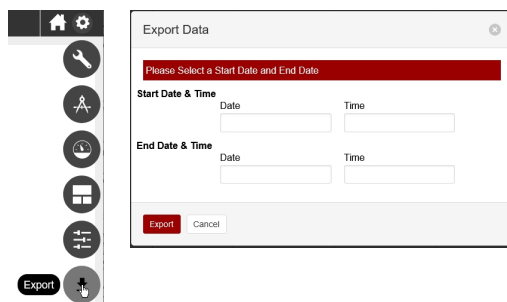 Export Data
Please Select a Start Date and End Date
Start Date & Time
Date Time
End Date & Time
Date Time
Export Cancel
Export